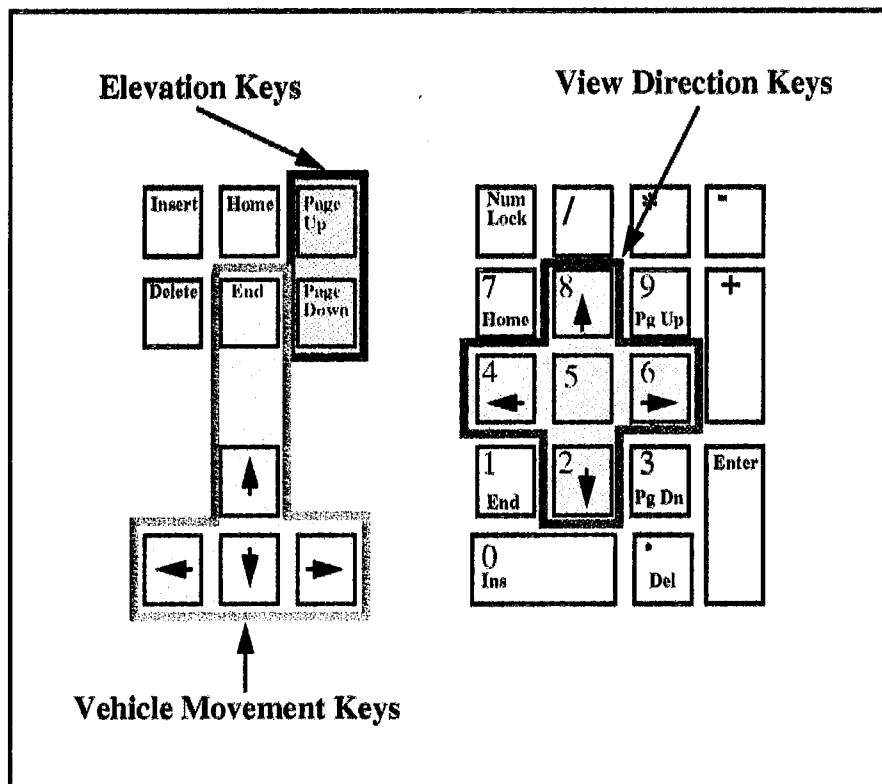 Elevation Keys
View Direction Keys
Insert
Home
Page
Up
Num
Lock
/
*
-
Delete
End
Page
Down
7
Home
8
9
Pg Up
+
4
5
6
1
End
2
3
Pg Dn
Enter
0
Ins
.
Del
Vehicle Movement Keys